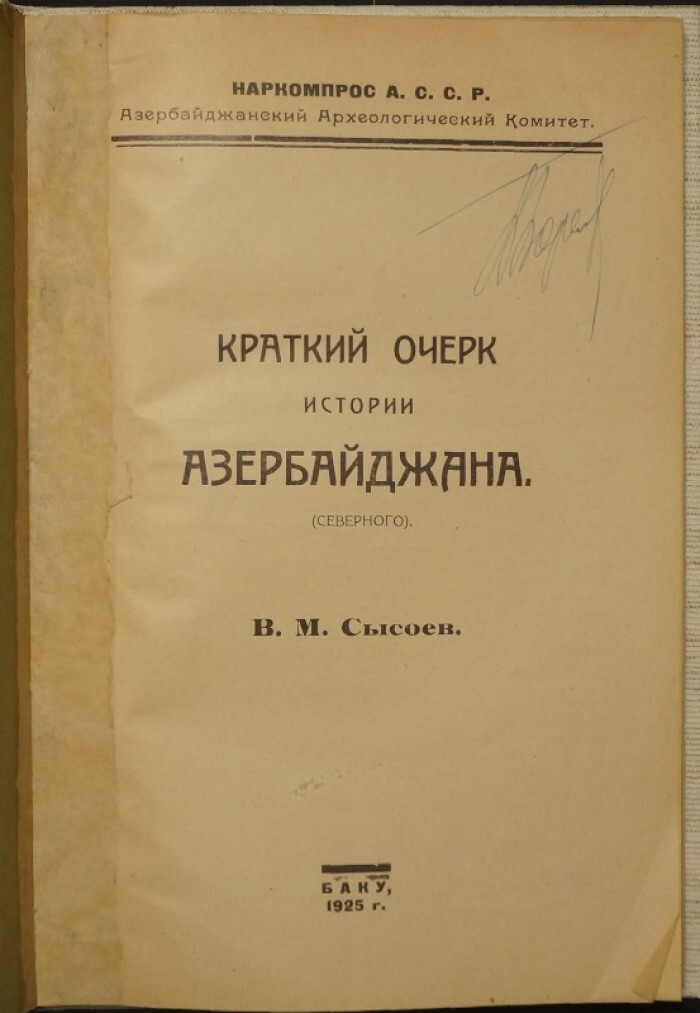 НАРКОМПРОС А. С. С. Р.
Азербайджанский Археологический Комитет.
КРАТКИЙ ОЧЕРК
ИСТОРИИ
АЗЕРБАЙДЖАНА.
(СЕВЕРНОГО).
В. М. Сысоев.
БАКУ,
1925 г.